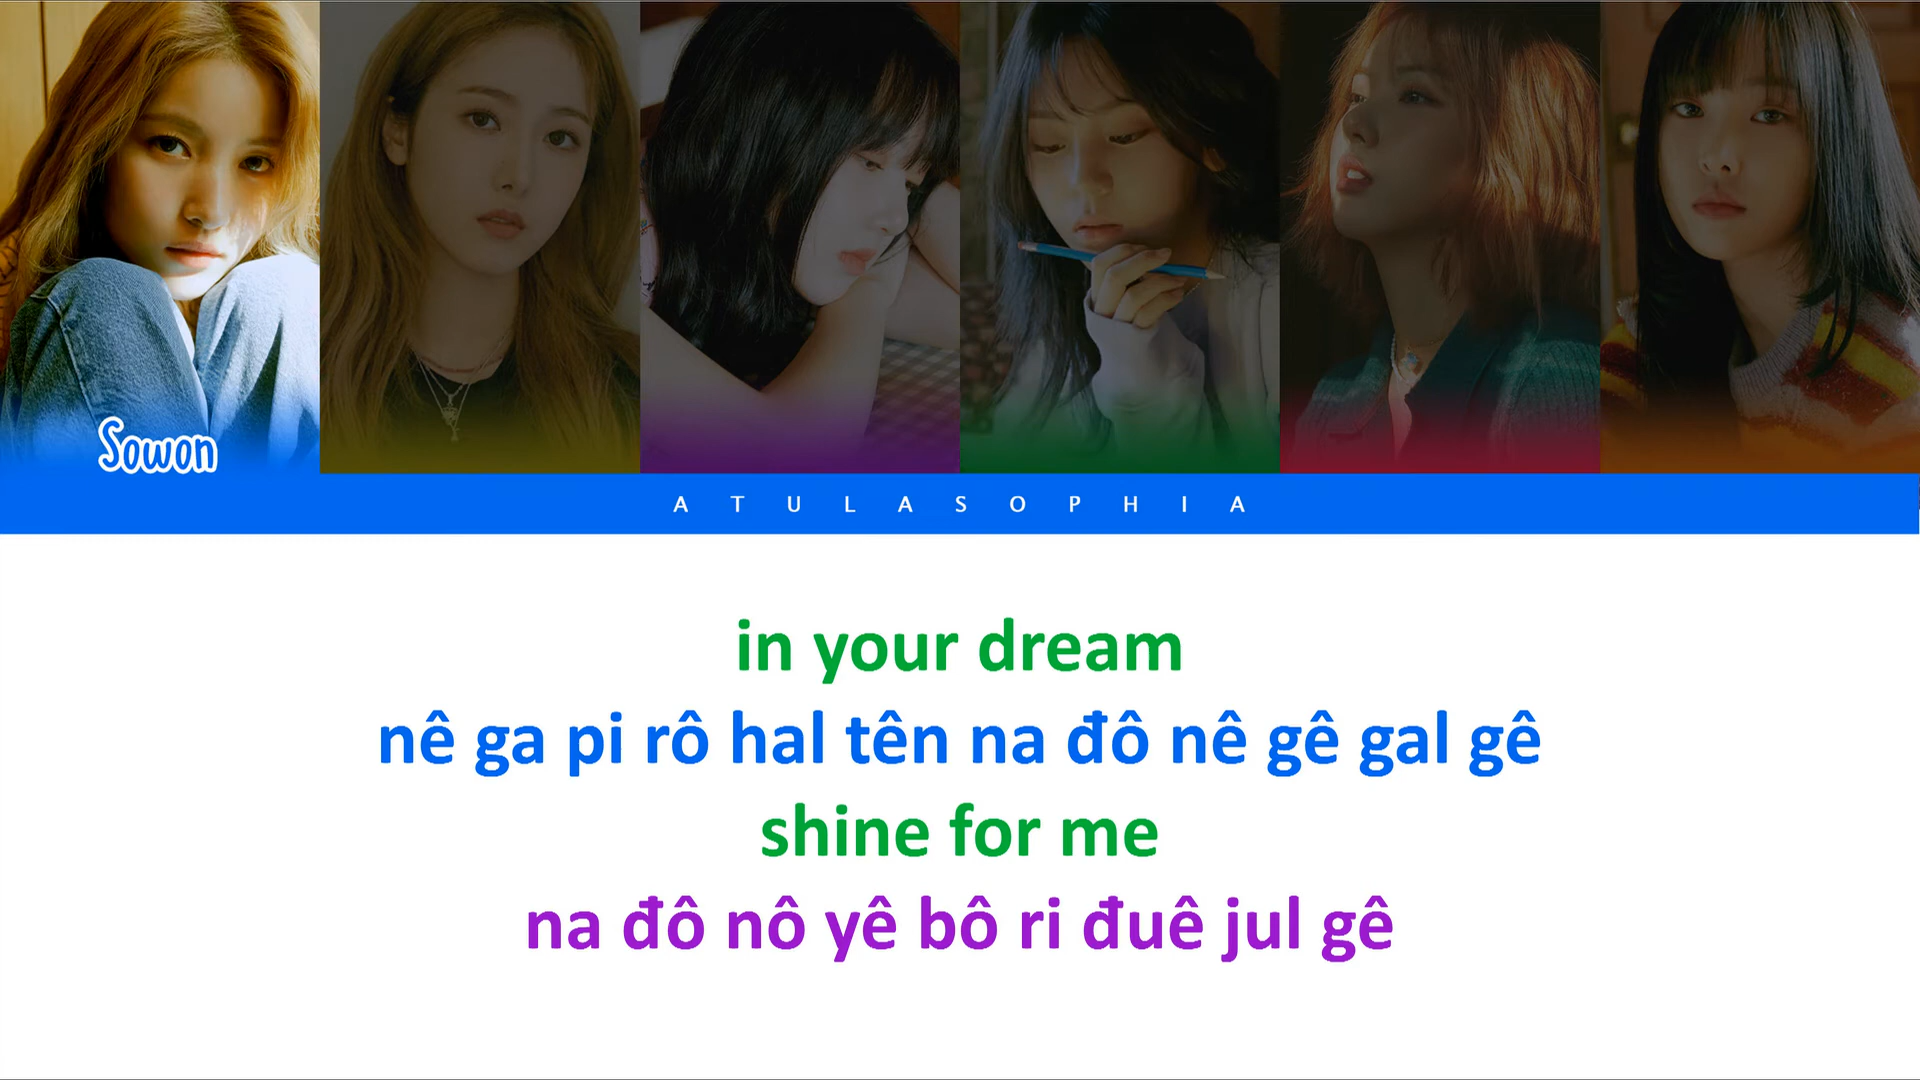 Sowon
ATULASOPHIA
in your dream
nê ga pi rô hal tên na đô nê gê gal gê
shine for me
na đô nô yê bô ri đuê jul gê